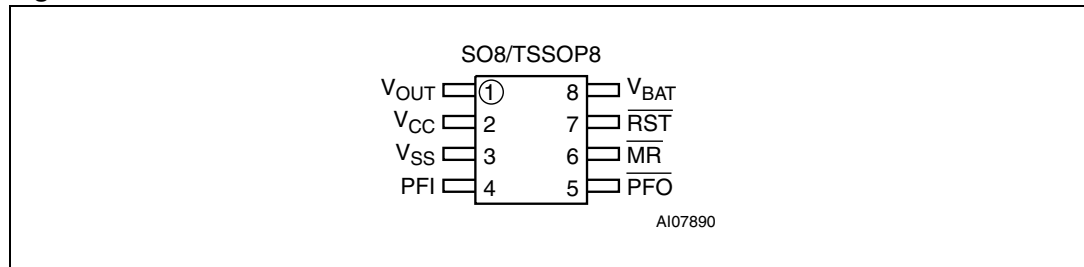 SO8/TSSOP8
VOUT 1 8 VBAT
VCC 2 7 RST
VSS 3 6 MR
PFI 4 5 PFO
AI07890